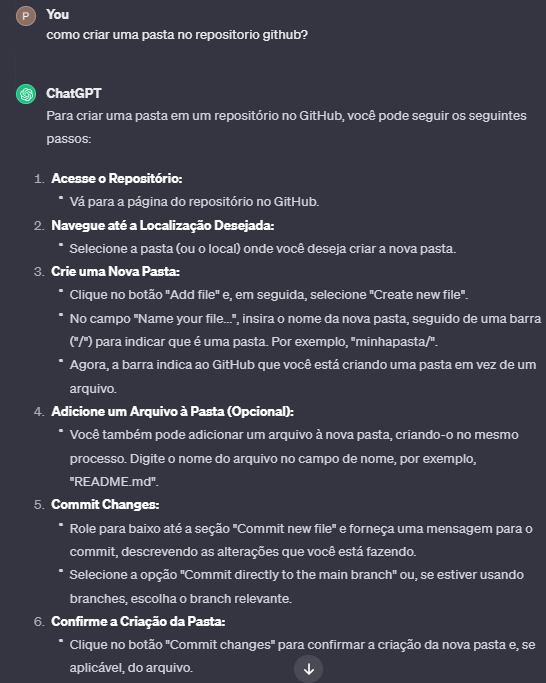 P
You
como criar uma pasta no repositorio github?
ChatGPT
Para criar uma pasta em um repositório no GitHub, você pode seguir os seguintes
passos:
1. Acesse o Repositório:
• Vá para a página do repositório no GitHub.
2. Navegue até a Localização Desejada:
• Selecione a pasta (ou o local) onde você deseja criar a nova pasta.
3. Crie uma Nova Pasta:
• Clique no botão "Add file" e, em seguida, selecione "Create new file".
• No campo "Name your file...", insira o nome da nova pasta, seguido de uma barra
("/") para indicar que é uma pasta. Por exemplo, "minhapasta/".
• Agora, a barra indica ao GitHub que você está criando uma pasta em vez de um
arquivo.
4. Adicione um Arquivo à Pasta (Opcional):
• Você também pode adicionar um arquivo à nova pasta, criando-o no mesmo
processo. Digite o nome do arquivo no campo de nome, por exemplo,
"README.md".
5. Commit Changes:
• Role para baixo até a seção "Commit new file" e forneça uma mensagem para o
commit, descrevendo as alterações que você está fazendo.
• Selecione a opção "Commit directly to the main branch" ou, se estiver usando
branches, escolha o branch relevante.
6. Confirme a Criação da Pasta:
• Clique no botão "Commit changes" para confirmar a criação da nova pasta e, se
aplicável, do arquivo.